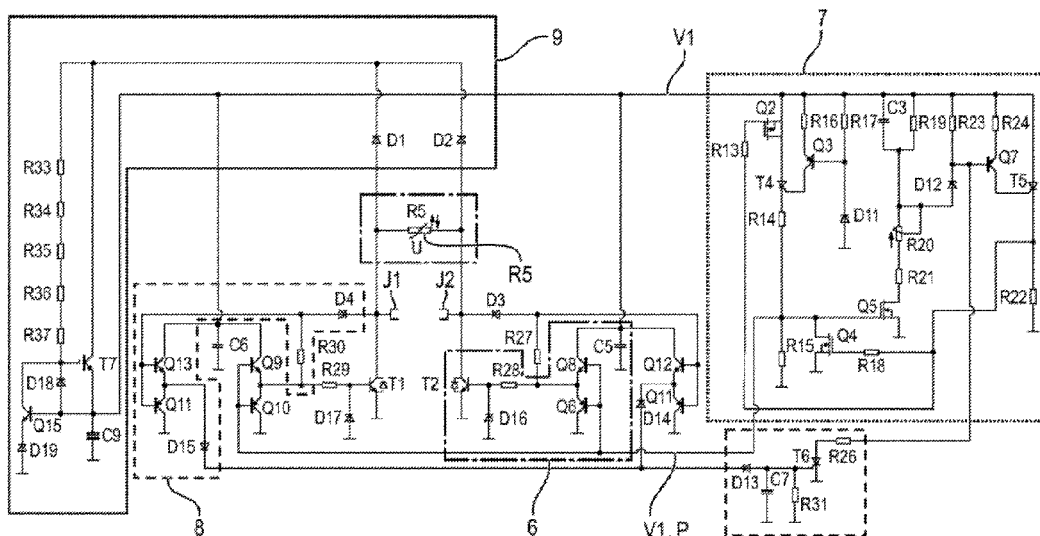 9
V1
7
Q2
R16
R17
C3
R19
R23
R24
R13
Q3
Q7
D1
D2
R33
T4
D12
T5
R34
R14
D11
R5
R20
U
R5
R35
J1
J2
R21
R36
D4
D3
R22
Q5
R37
R27
Q4
Q13
C6
Q9
R30
Q8
C5
Q12
T7
R15
R18
D18
R29
T1
T2
R28
Q15
Q11
Q10
D17
D16
Q6
Q11
D14
C9
D19
D15
R26
T6
D13
C7
R31
8
6
V1, P